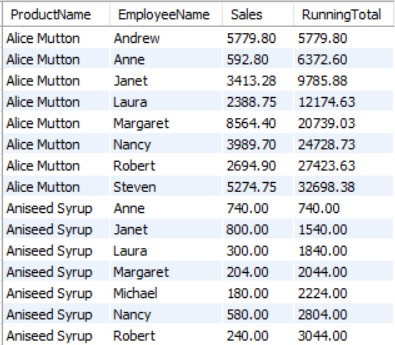 ProductName EmployeeName Sales RunningTotal
Alice Mutton Andrew 5779.80 5779.80
Alice Mutton Anne 592.80 6372.60
Alice Mutton Janet 3413.28 9785.88
Alice Mutton Laura 2388.75 12174.63
Alice Mutton Margaret 8564.40 20739.03
Alice Mutton Nancy 3989.70 24728.73
Alice Mutton Robert 2694.90 27423.63
Alice Mutton Steven 5274.75 32698.38
Aniseed Syrup Anne 740.00 740.00
Aniseed Syrup Janet 800.00 1540.00
Aniseed Syrup Laura 300.00 1840.00
Aniseed Syrup Margaret 204.00 2044.00
Aniseed Syrup Michael 180.00 2224.00
Aniseed Syrup Nancy 580.00 2804.00
Aniseed Syrup Robert 240.00 3044.00